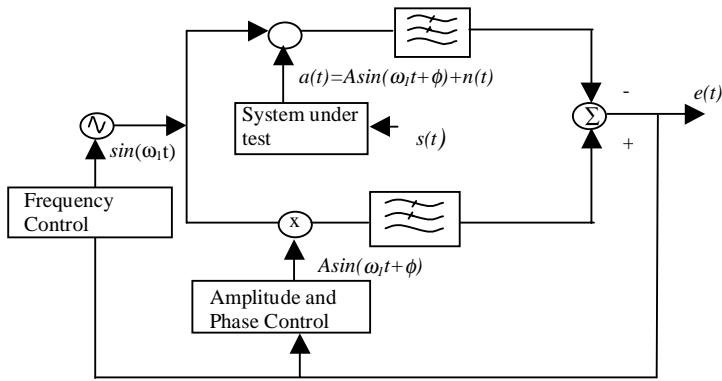 a(t)=Asin(ω₁t+ϕ)+n(t)
e(t)
-
System under
test
Σ
s(t)
+
sin(ω₁t)
Frequency
Control
x
Asin(ω₁t+ϕ)
Amplitude and
Phase Control